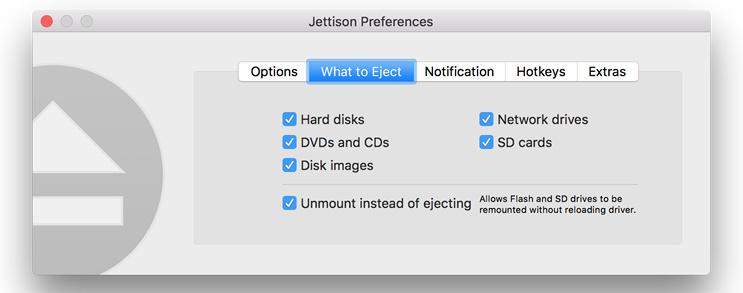 Jettison Preferences
Options What to Eject Notification Hotkeys Extras
Hard disks Network drives
DVDs and CDs SD cards
Disk images
Unmount instead of ejecting Allows Flash and SD drives to be
remounted without reloading driver.